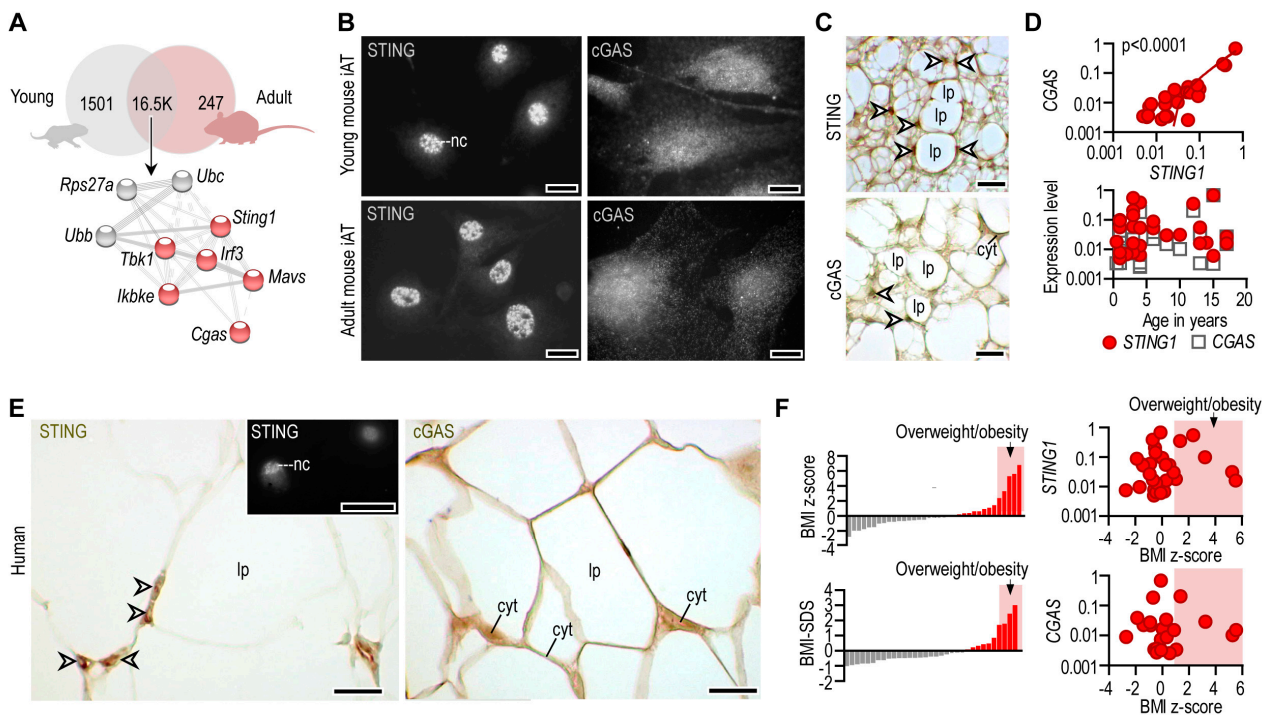 A
Young
1501
16.5K
247
Adult
Rps27a
Ubc
Sting1
Ubb
Tbk1
Irf3
Mavs
Ikbke
Cgas
B
Young mouse iAT
STING
nc
cGAS
Adult mouse iAT
STING
cGAS
C
STING
lp
lp
lp
cGAS
cyt
lp
lp
lp
D
p<0.0001
CGAS
1
0.1
0.01
0.001
0.001
0.01
0.1
1
STING1
Expression level
1
0.1
0.01
0.001
0
5
10
15
20
Age in years
STING1
CGAS
E
Human
STING
STING
nc
lp
cGAS
lp
cyt
cyt
cyt
F
Overweight/obesity
BMI z-score
8
6
4
2
0
-2
-4
Overweight/obesity
STING1
1
0.1
0.01
0.001
-4
-2
0
2
4
6
BMI z-score
Overweight/obesity
BMI-SDS
4
3
2
1
0
-1
-2
CGAS
1
0.1
0.01
0.001
-4
-2
0
2
4
6
BMI z-score